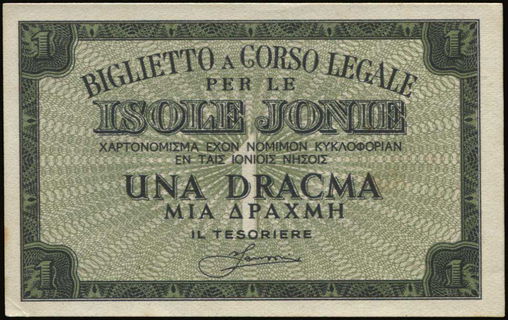 1 1
BIGLIETTO A CORSO LEGALE
PER LE
ISOLE JONIE
ΧΑΡΤΟΝΟΜΙΣΜΑ ΕΧΟΝ ΝΟΜΙΜΟΝ ΚΥΚΛΟΦΟΡΙΑΝ
ΕΝ ΤΑΙΣ ΙΟΝΙΟΙΣ ΝΗΣΟΙΣ
UNA DRACMA
ΜΙΑ ΔΡΑΧΜΗ
IL TESORIERE
1 1